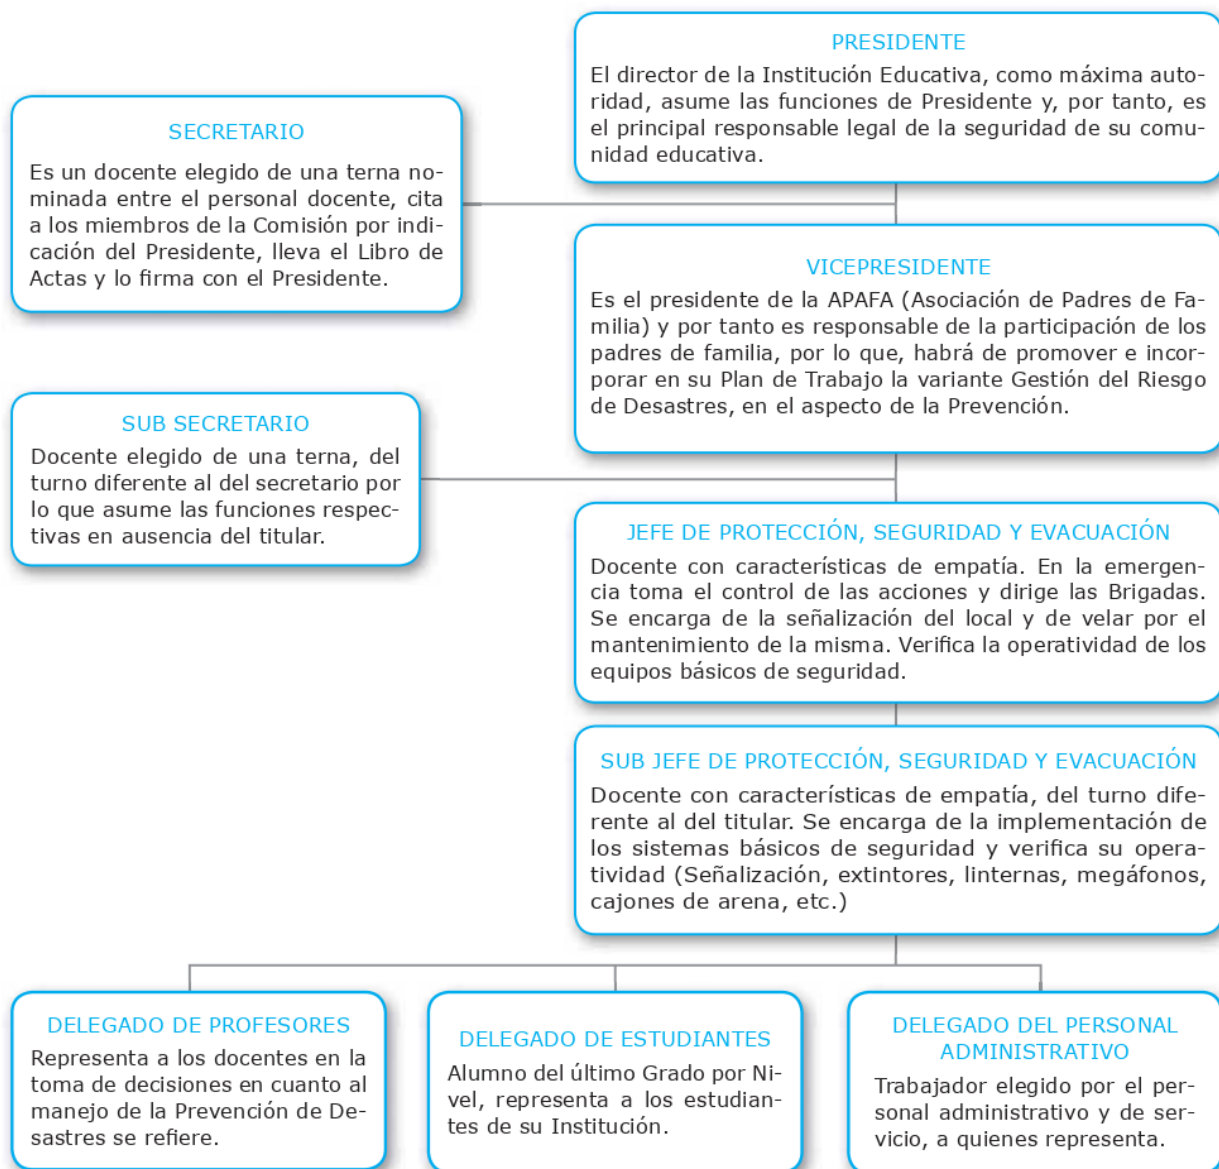 PRESIDENTE
El director de la Institución Educativa, como máxima auto-
ridad, asume las funciones de Presidente y, por tanto, es
el principal responsable legal de la seguridad de su comu-
nidad educativa.
SECRETARIO
Es un docente elegido de una terna no-
minada entre el personal docente, cita
a los miembros de la Comisión por indi-
cación del Presidente, lleva el Libro de
Actas y lo firma con el Presidente.
VICEPRESIDENTE
Es el presidente de la APAFA (Asociación de Padres de Fa-
milia) y por tanto es responsable de la participación de los
padres de familia, por lo que, habrá de promover e incor-
porar en su Plan de Trabajo la variante Gestión del Riesgo
de Desastres, en el aspecto de la Prevención.
SUB SECRETARIO
Docente elegido de una terna, del
turno diferente al del secretario por
lo que asume las funciones respec-
tivas en ausencia del titular.
JEFE DE PROTECCIÓN, SEGURIDAD Y EVACUACIÓN
Docente con características de empatía. En la emergen-
cia toma el control de las acciones y dirige las Brigadas.
Se encarga de la señalización del local y de velar por el
mantenimiento de la misma. Verifica la operatividad de los
equipos básicos de seguridad.
SUB JEFE DE PROTECCIÓN, SEGURIDAD Y EVACUACIÓN
Docente con características de empatía, del turno dife-
rente al del titular. Se encarga de la implementación de
los sistemas básicos de seguridad y verifica su opera-
tividad (Señalización, extintores, linternas, megáfonos,
cajones de arena, etc.)
DELEGADO DE PROFESORES
Representa a los docentes en la
toma de decisiones en cuanto al
manejo de la Prevención de De-
sastres se refiere.
DELEGADO DE ESTUDIANTES
Alumno del último Grado por Ni-
vel, representa a los estudian-
tes de su Institución.
DELEGADO DEL PERSONAL
ADMINISTRATIVO
Trabajador elegido por el per-
sonal administrativo y de ser-
vicio, a quienes representa.